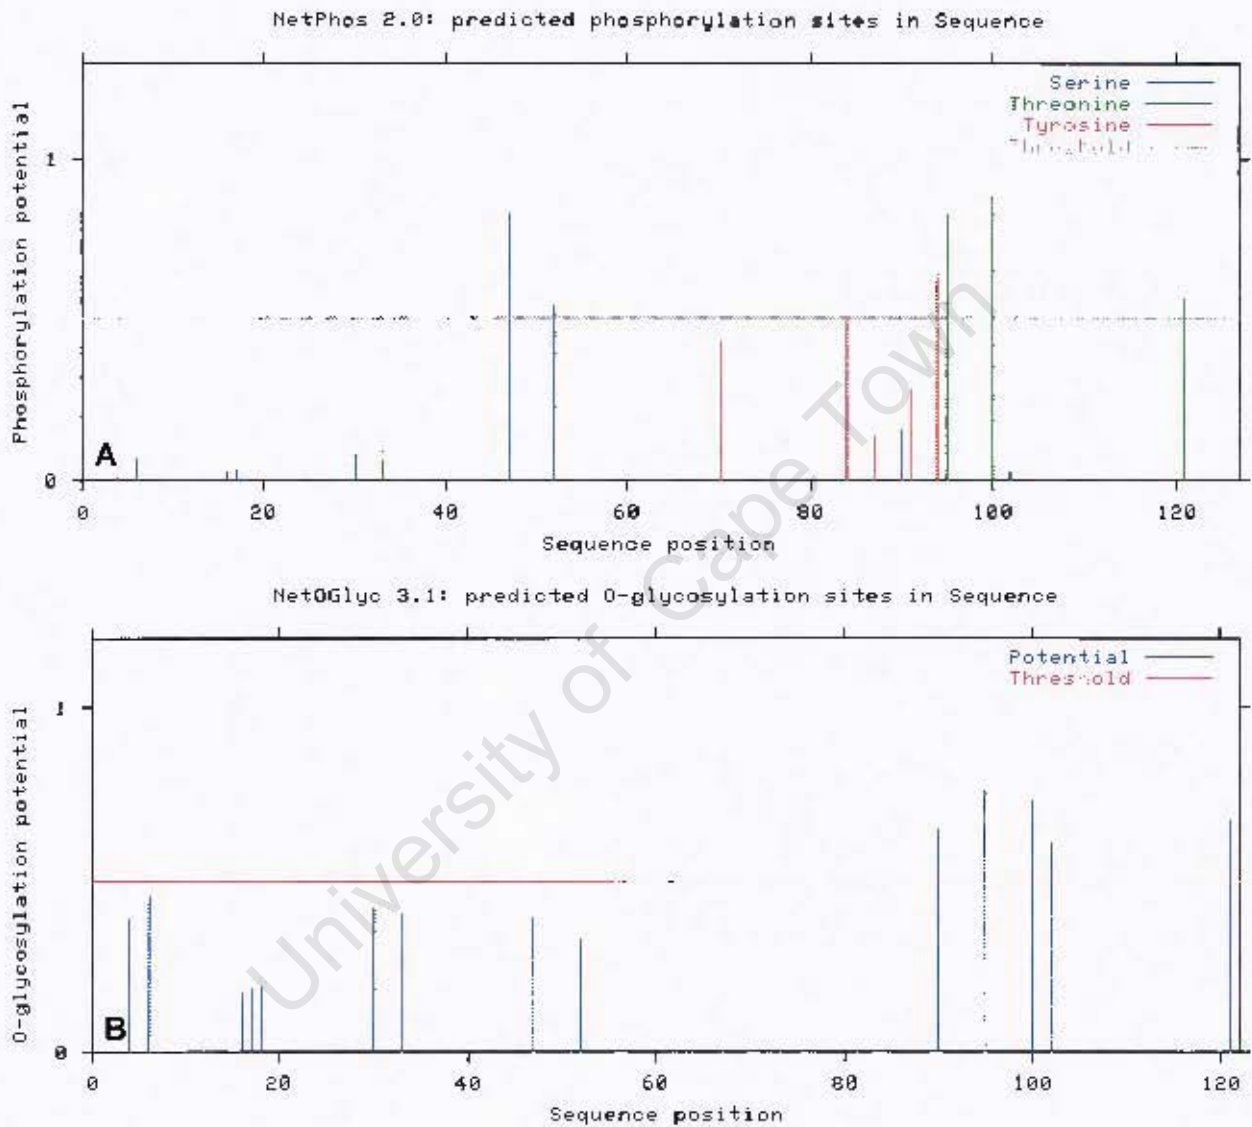 NetPhos 2.0: predicted phosphorylation sites in Sequence
Serine
Threonine
Tyrosine
Threshold
Phosphorylation potential
1
0
A
0 20 40 60 80 100 120
Sequence position
NetOGlyc 3.1: predicted O-glycosylation sites in Sequence
Potential
Threshold
O-glycosylation potential
1
0
B
0 20 40 60 80 100 120
Sequence position
University of Cape Town